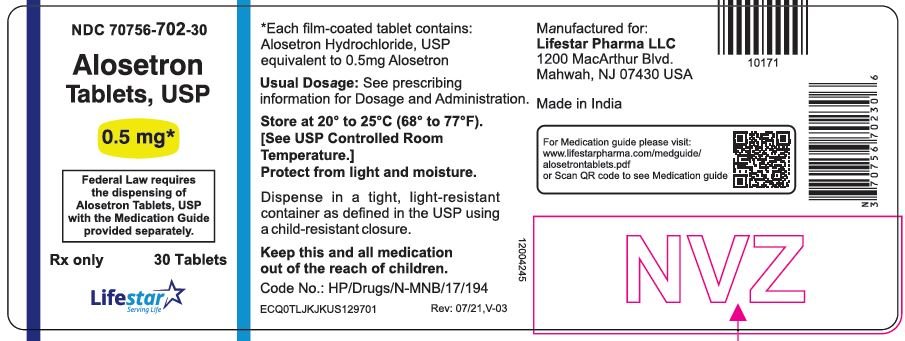 NDC 70756-702-30
Alosetron
Tablets, USP
0.5 mg*
Federal Law requires
the dispensing of
Alosetron Tablets, USP
with the Medication Guide
provided separately.
Rx only 30 Tablets
Lifestar
Serving Life
*Each film-coated tablet contains:
Alosetron Hydrochloride, USP
equivalent to 0.5mg Alosetron
Usual Dosage: See prescribing
information for Dosage and Administration.
Store at 20° to 25°C (68° to 77°F).
[See USP Controlled Room
Temperature.]
Protect from light and moisture.
Dispense in a tight, light-resistant
container as defined in the USP using
a child-resistant closure.
Keep this and all medication
out of the reach of children.
Code No.: HP/Drugs/N-MNB/17/194
ECQ0TLJKJKUS129701 Rev: 07/21,V-03
12004245
Manufactured for:
Lifestar Pharma LLC
1200 MacArthur Blvd.
Mahwah, NJ 07430 USA
Made in India
For Medication guide please visit:
www.lifestarpharma.com/medguide/
alosetrontablets.pdf
or Scan QR code to see Medication guide
10171
N 3 70756 70230 6
NVZ